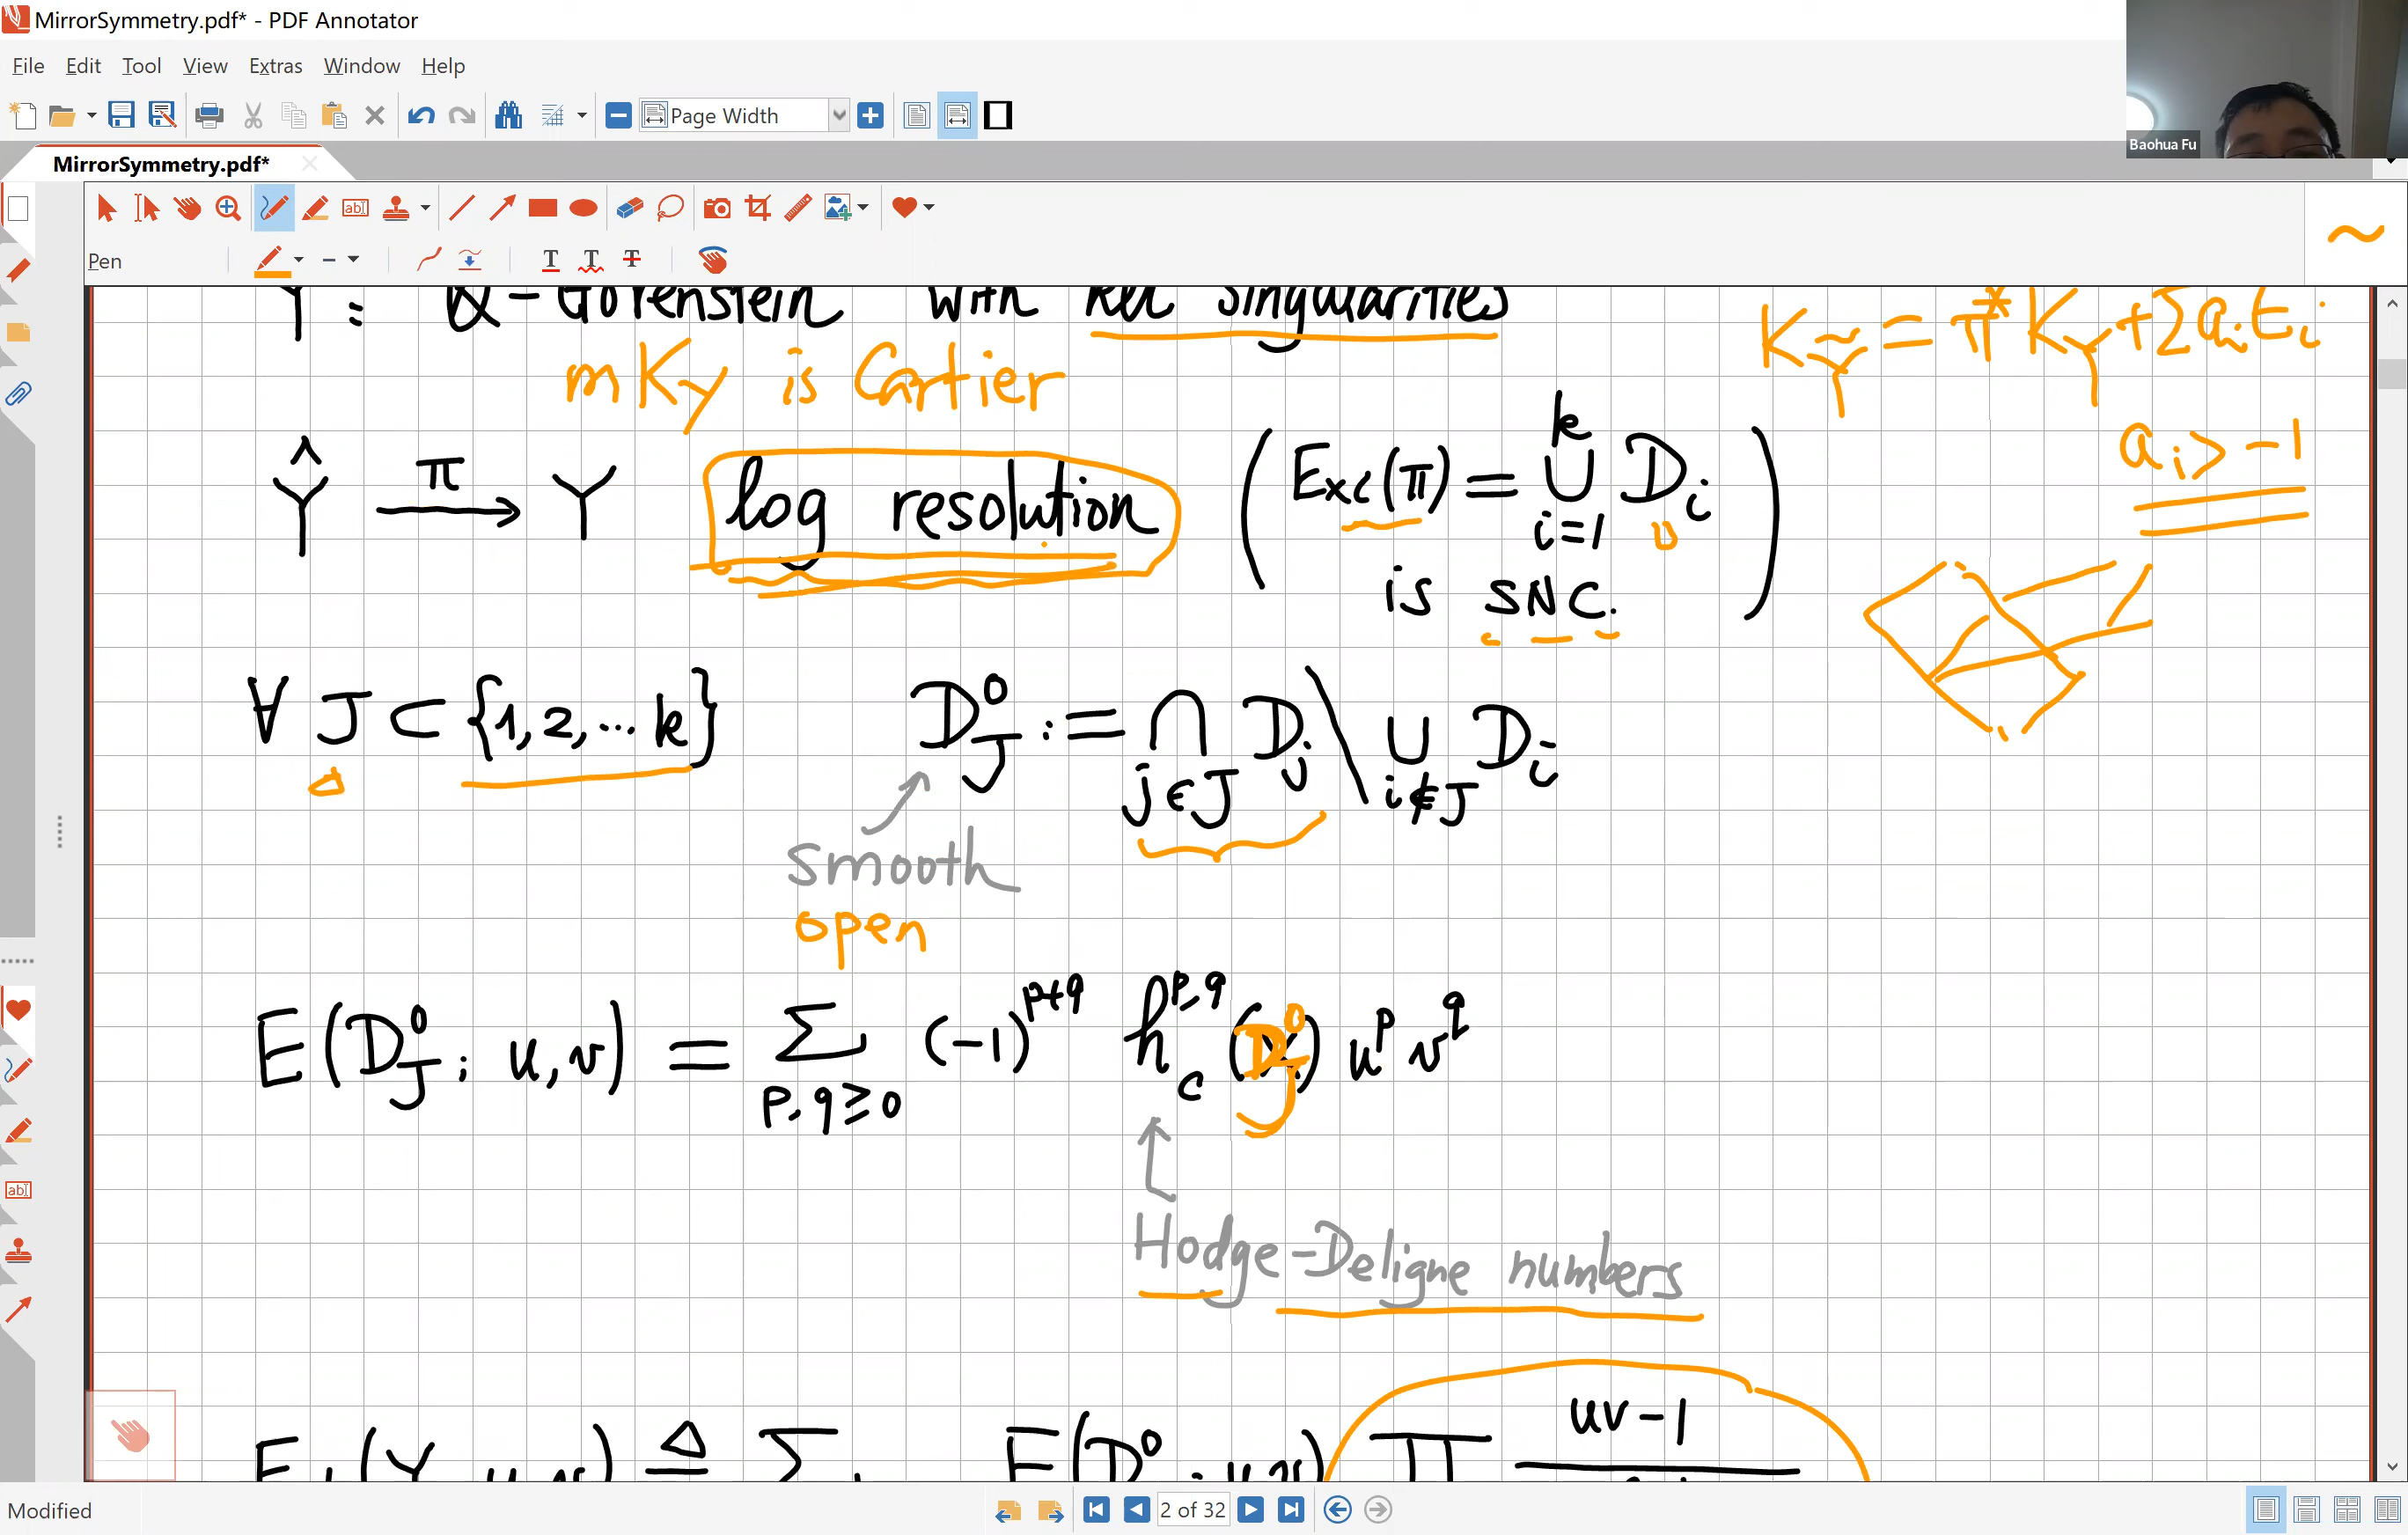 MirrorSymmetry.pdf* - PDF Annotator
File Edit Tool View Extras Window Help
Page Width
Baohua Fu
MirrorSymmetry.pdf*
Pen
Y: Q-Gorenstein with klt singularities
K_Ỹ = π*K_Y + Σ a_i E_i
mK_Y is Cartier
a_i > -1
Ŷ →^π Y log resolution ( Exc(π) = ⋃_{i=1}^k D_i
is SNC. )
∀ J ⊂ {1, 2, ... k} D_J^0 := ⋂_{j∈J} D_j \ ⋃_{i∉J} D_i
smooth
open
E(D_J^0; u, v) = Σ_{p,q≥0} (-1)^{p+q} h_c^{p,q} (D_J^0) u^p v^q
Hodge-Deligne numbers
uv-1
Modified
2 of 32